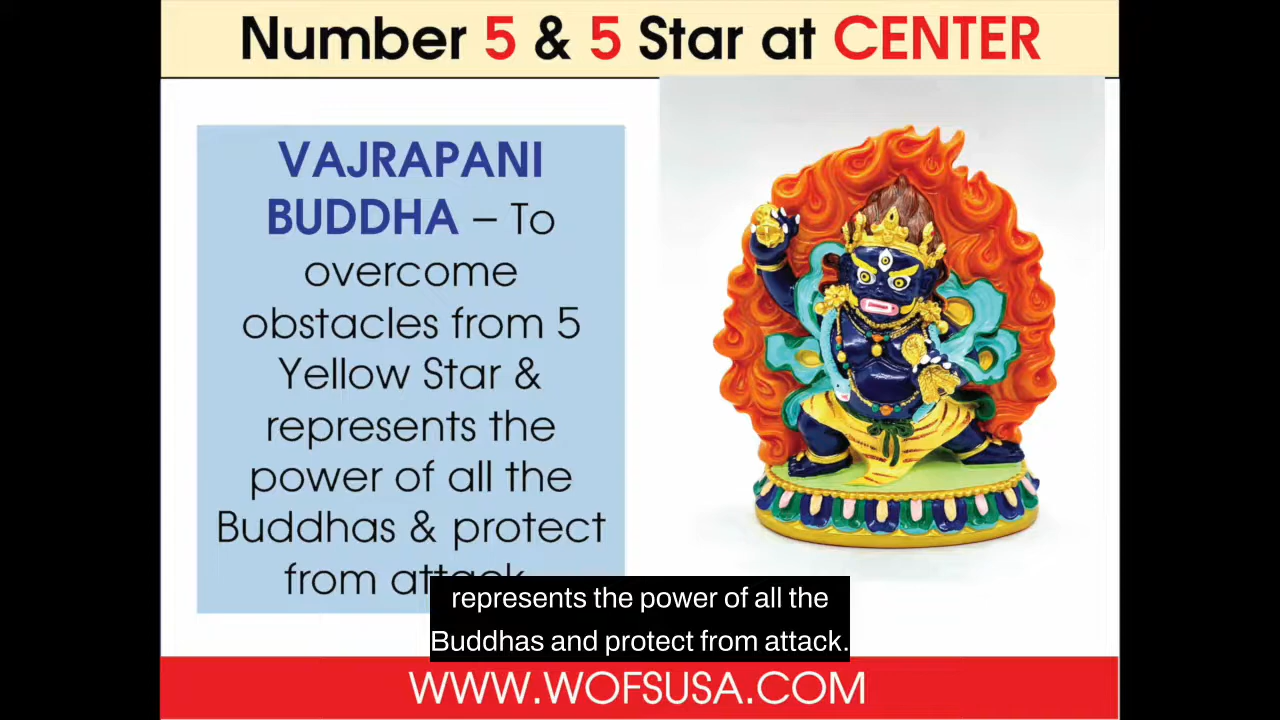 Number 5 & 5 Star at CENTER
VAJRAPANI
BUDDHA – To
overcome
obstacles from 5
Yellow Star &
represents the
power of all the
Buddhas & protect
from attack
represents the power of all the
Buddhas and protect from attack.
WWW.WOFSUSA.COM